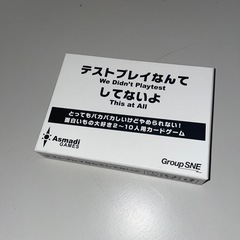 テストプレイなんて
We Didn't Playtest
してないよ
This at All
とってもバカバカしいけどやめられない!
面白いもの大好き2~10人用カードゲーム
Asmadi
GAMES
Group SNE